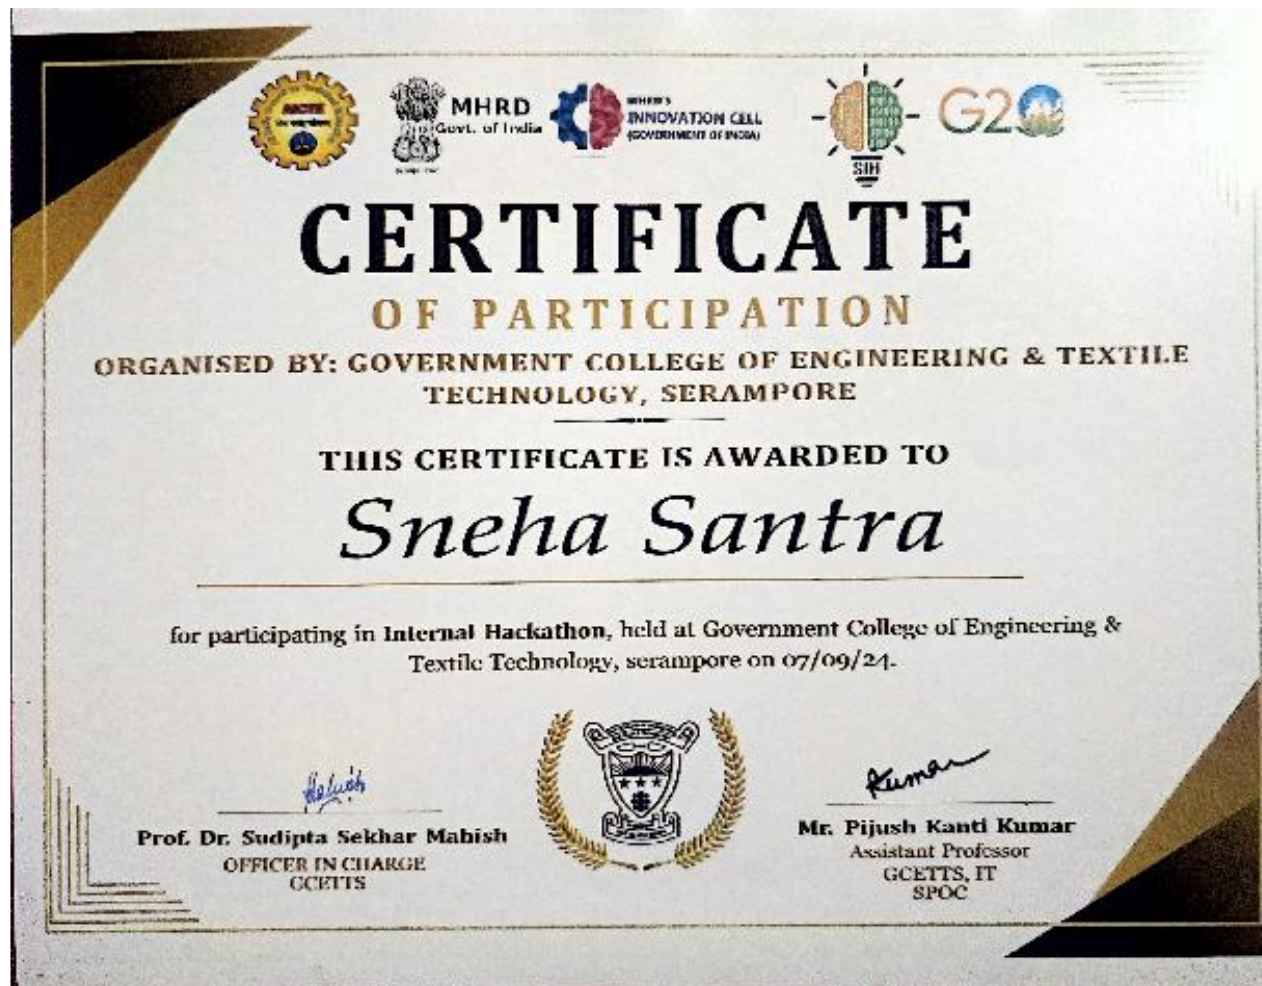 AICTE
MHRD
Govt. of India
MHRD'S
INNOVATION CELL
(GOVERNMENT OF INDIA)
SIH
G20
CERTIFICATE
OF PARTICIPATION
ORGANISED BY: GOVERNMENT COLLEGE OF ENGINEERING & TEXTILE
TECHNOLOGY, SERAMPORE
THIS CERTIFICATE IS AWARDED TO
Sneha Santra
for participating in Internal Hackathon, held at Government College of Engineering &
Textile Technology, serampore on 07/09/24.
Prof. Dr. Sudipta Sekhar Mahish
OFFICER IN CHARGE
GCETTS
Kumar
Mr. Pijush Kanti Kumar
Assistant Professor
GCETTS, IT
SPOC